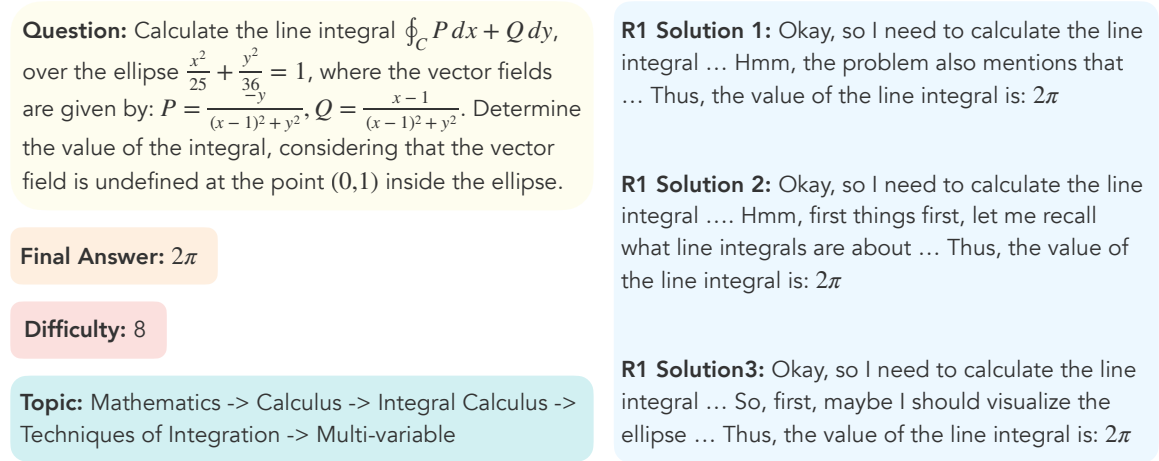 Question: Calculate the line integral ∮_C P dx + Q dy,
over the ellipse x²/25 + y²/36 = 1, where the vector fields
are given by: P = −y/((x − 1)² + y²), Q = (x − 1)/((x − 1)² + y²). Determine
the value of the integral, considering that the vector
field is undefined at the point (0,1) inside the ellipse.
Final Answer: 2π
Difficulty: 8
Topic: Mathematics -> Calculus -> Integral Calculus ->
Techniques of Integration -> Multi-variable
R1 Solution 1: Okay, so I need to calculate the line
integral … Hmm, the problem also mentions that
… Thus, the value of the line integral is: 2π
R1 Solution 2: Okay, so I need to calculate the line
integral …. Hmm, first things first, let me recall
what line integrals are about … Thus, the value of
the line integral is: 2π
R1 Solution3: Okay, so I need to calculate the line
integral … So, first, maybe I should visualize the
ellipse … Thus, the value of the line integral is: 2π